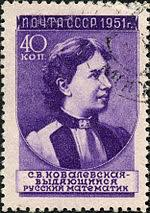 ПОЧТА СССР 1951г.
40
КОП.
С.В.КОВАЛЕВСКАЯ-
ВЫДАЮЩИЙСЯ
РУССКИЙ МАТЕМАТИК